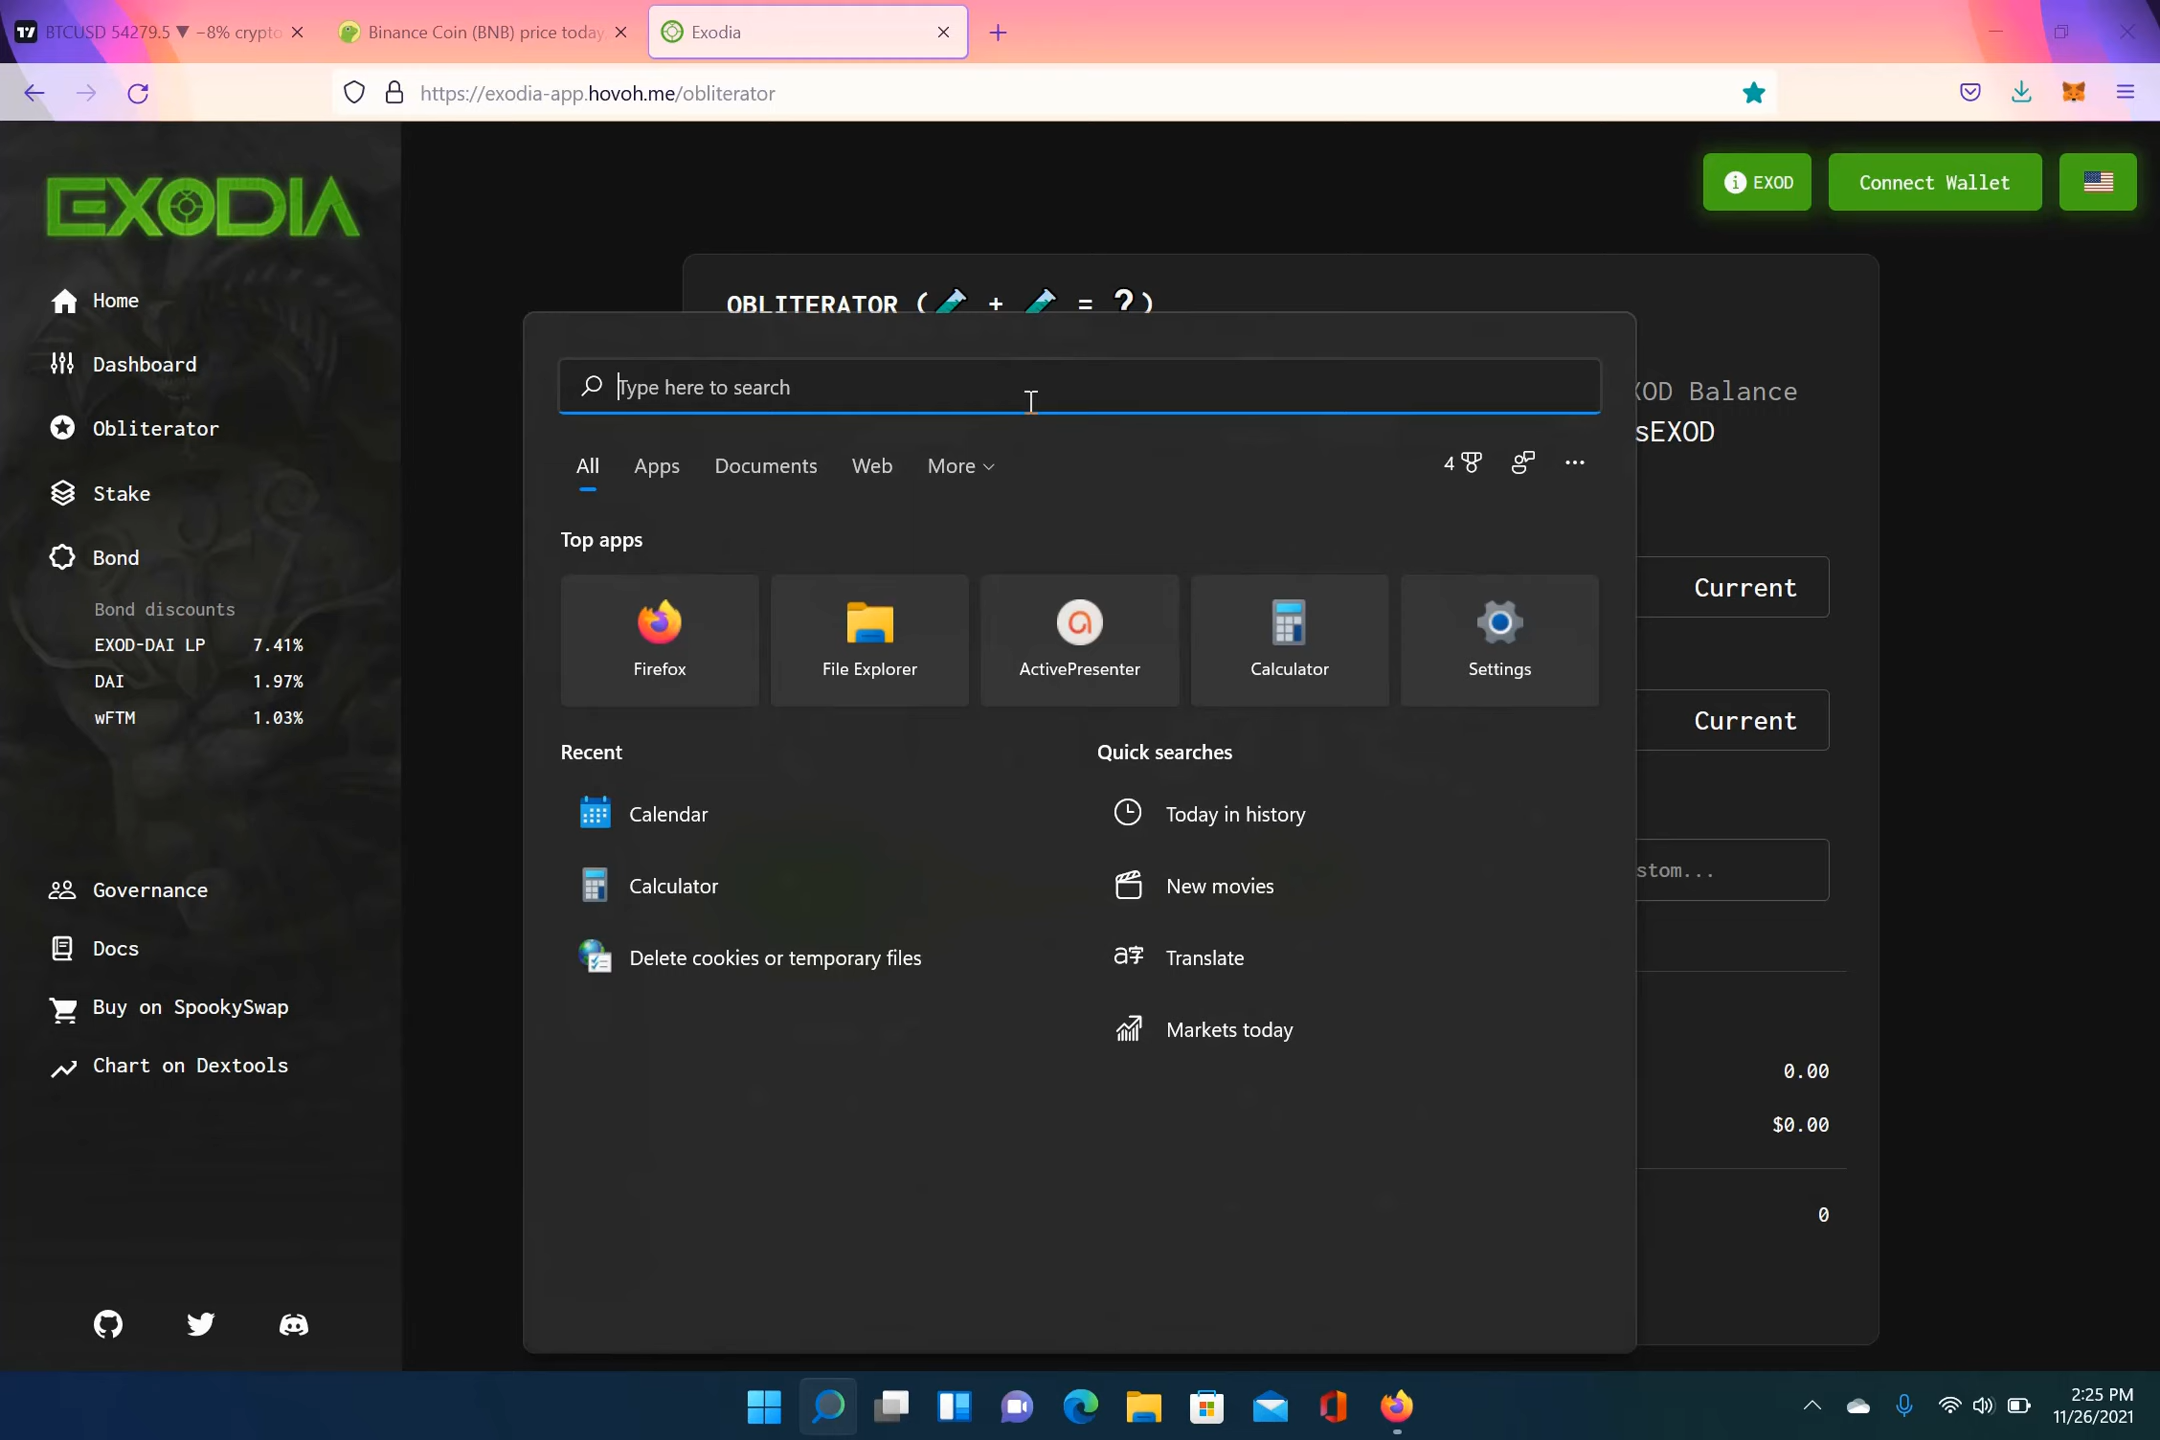 BTCUSD 54279.5 ▼ −8% crypto
Binance Coin (BNB) price today,
Exodia
https://exodia-app.hovoh.me/obliterator
EXODIA
EXOD
Connect Wallet
Home
Dashboard
Obliterator
Stake
Bond
Bond discounts
EXOD-DAI LP 7.41%
DAI 1.97%
wFTM 1.03%
Governance
Docs
Buy on SpookySwap
Chart on Dextools
OBLITERATOR ( + = ?)
XOD Balance
sEXOD
Current
Current
stom...
0.00
$0.00
0
Type here to search
All Apps Documents Web More
4
Top apps
Firefox File Explorer ActivePresenter Calculator Settings
Recent
Calendar
Calculator
Delete cookies or temporary files
Quick searches
Today in history
New movies
Translate
Markets today
2:25 PM
11/26/2021